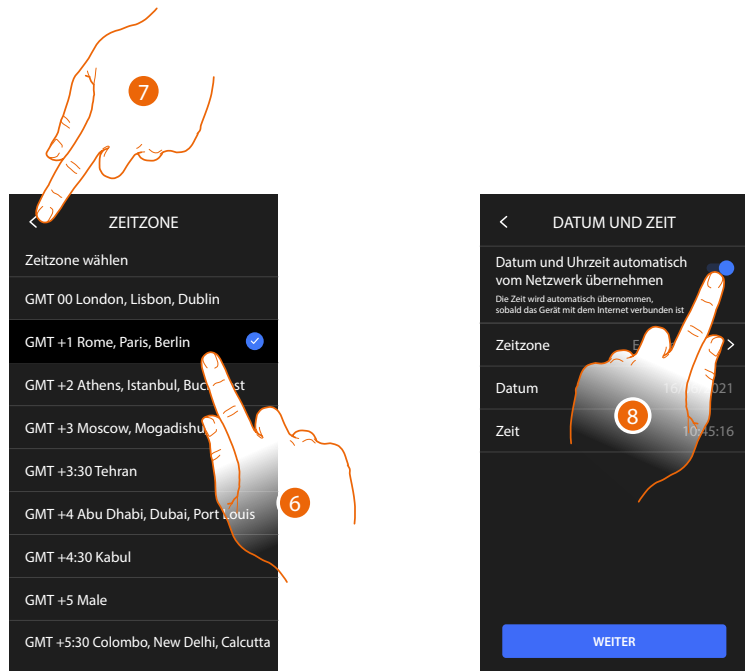 7
ZEITZONE
Zeitzone wählen
GMT 00 London, Lisbon, Dublin
GMT +1 Rome, Paris, Berlin
GMT +2 Athens, Istanbul,
GMT +3 Moscow,
GMT +3:30 Tehran
GMT +4 Abu Dhabi, Dubai, Port Louis
GMT +4:30 Kabul
GMT +5 Male
GMT +5:30 Colombo, New Delhi, Calcutta
6
DATUM UND ZEIT
Datum und Uhrzeit automatisch
vom Netzwerk übernehmen
Die Zeit wird automatisch übernommen,
sobald das Gerät mit dem Internet verbunden ist
Zeitzone
Datum
Zeit 10:45:16
8
WEITER